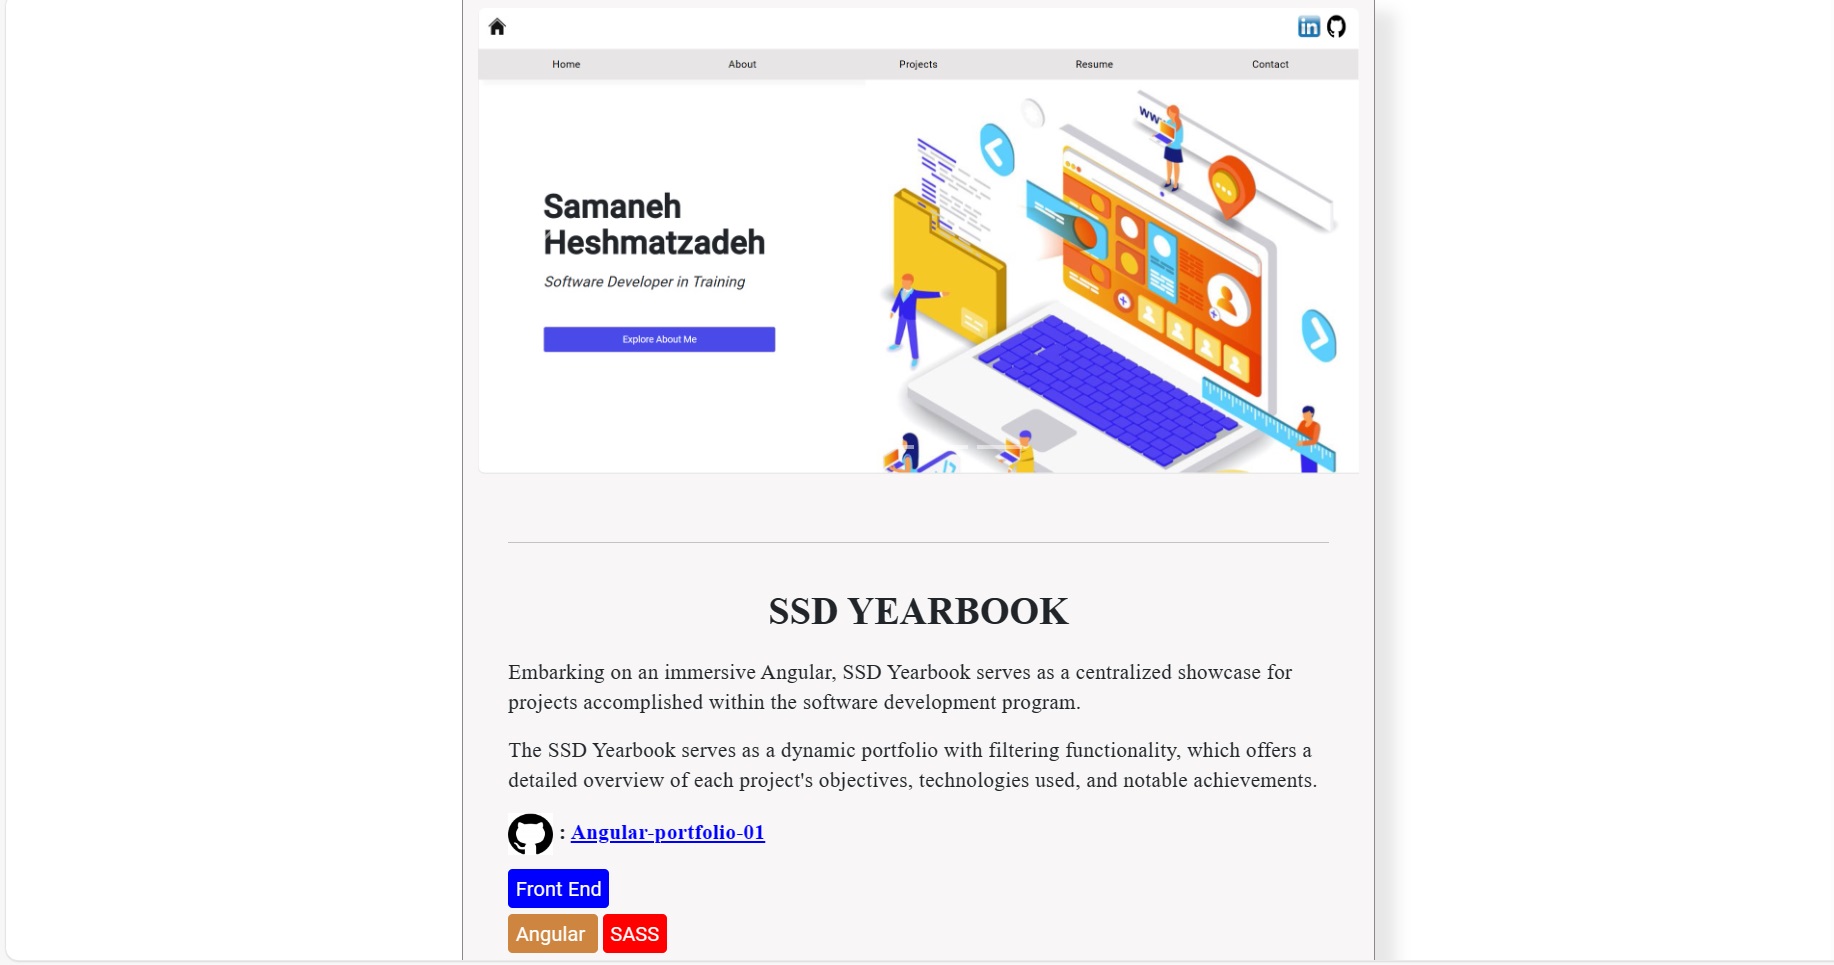 in
Home About Projects Resume Contact
WW
Samaneh
Heshmatzadeh
Software Developer in Training
Explore About Me
SSD YEARBOOK
Embarking on an immersive Angular, SSD Yearbook serves as a centralized showcase for
projects accomplished within the software development program.
The SSD Yearbook serves as a dynamic portfolio with filtering functionality, which offers a
detailed overview of each project's objectives, technologies used, and notable achievements.
: Angular-portfolio-01
Front End
Angular SASS